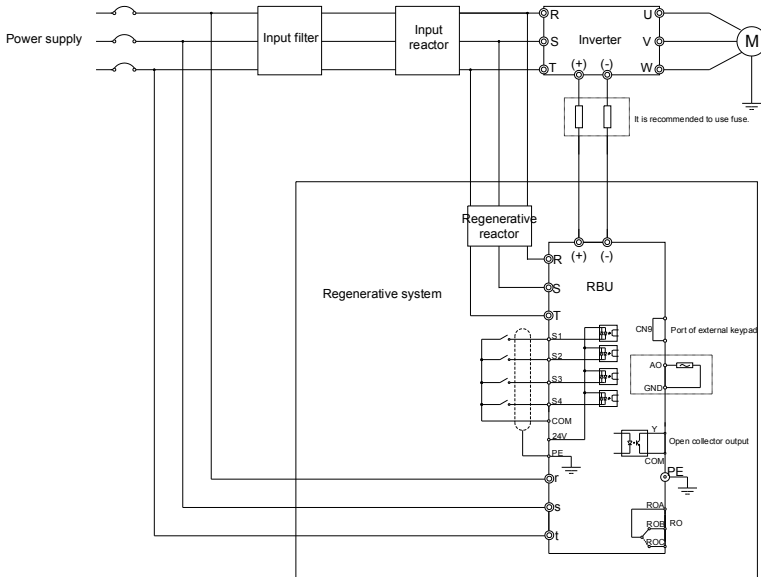 R
U
Power supply
Input filter
Input
reactor
S
Inverter
V
M
T
(+)
(-)
W
It is recommended to use fuse.
Regenerative
reactor
(+)
(-)
R
RBU
Regenerative system
S
T
CN9
Port of external keypad
S1
S2
AO
S3
GND
S4
COM
Y
24V
Open collector output
PE
COM
PE
r
s
ROA
ROB
RO
t
ROC